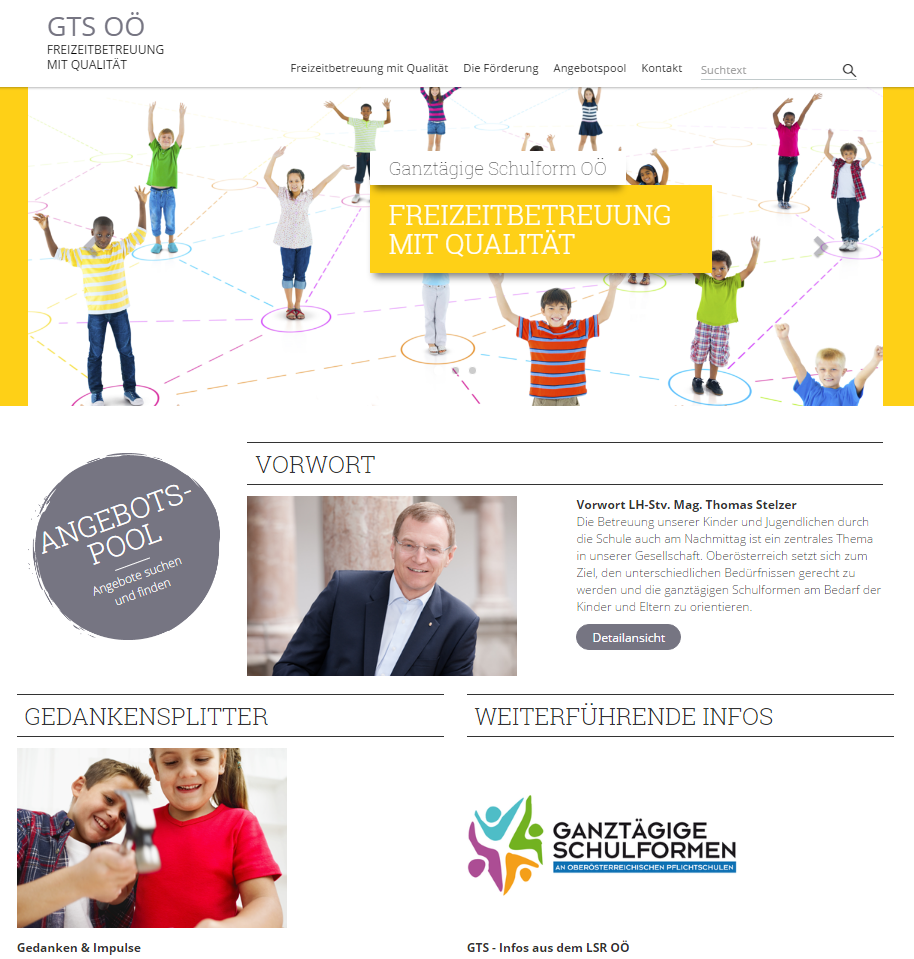 GTS OÖ
FREIZEITBETREUUNG
MIT QUALITÄT
Freizeitbetreuung mit Qualität
Die Förderung
Angebotspool
Kontakt
Suchtext
Ganztägige Schulform OÖ
FREIZEITBETREUUNG
MIT QUALITÄT
ANGEBOTS-
POOL
Angebote suchen
und finden
VORWORT
Vorwort LH-Stv. Mag. Thomas Stelzer
Die Betreuung unserer Kinder und Jugendlichen durch
die Schule auch am Nachmittag ist ein zentrales Thema
in unserer Gesellschaft. Oberösterreich setzt sich zum
Ziel, den unterschiedlichen Bedürfnissen gerecht zu
werden und die ganztägigen Schulformen am Bedarf der
Kinder und Eltern zu orientieren.
Detailansicht
GEDANKENSPLITTER
Gedanken & Impulse
WEITERFÜHRENDE INFOS
GANZTÄGIGE
SCHULFORMEN
AN OBERÖSTERREICHISCHEN PFLICHTSCHULEN
GTS - Infos aus dem LSR OÖ